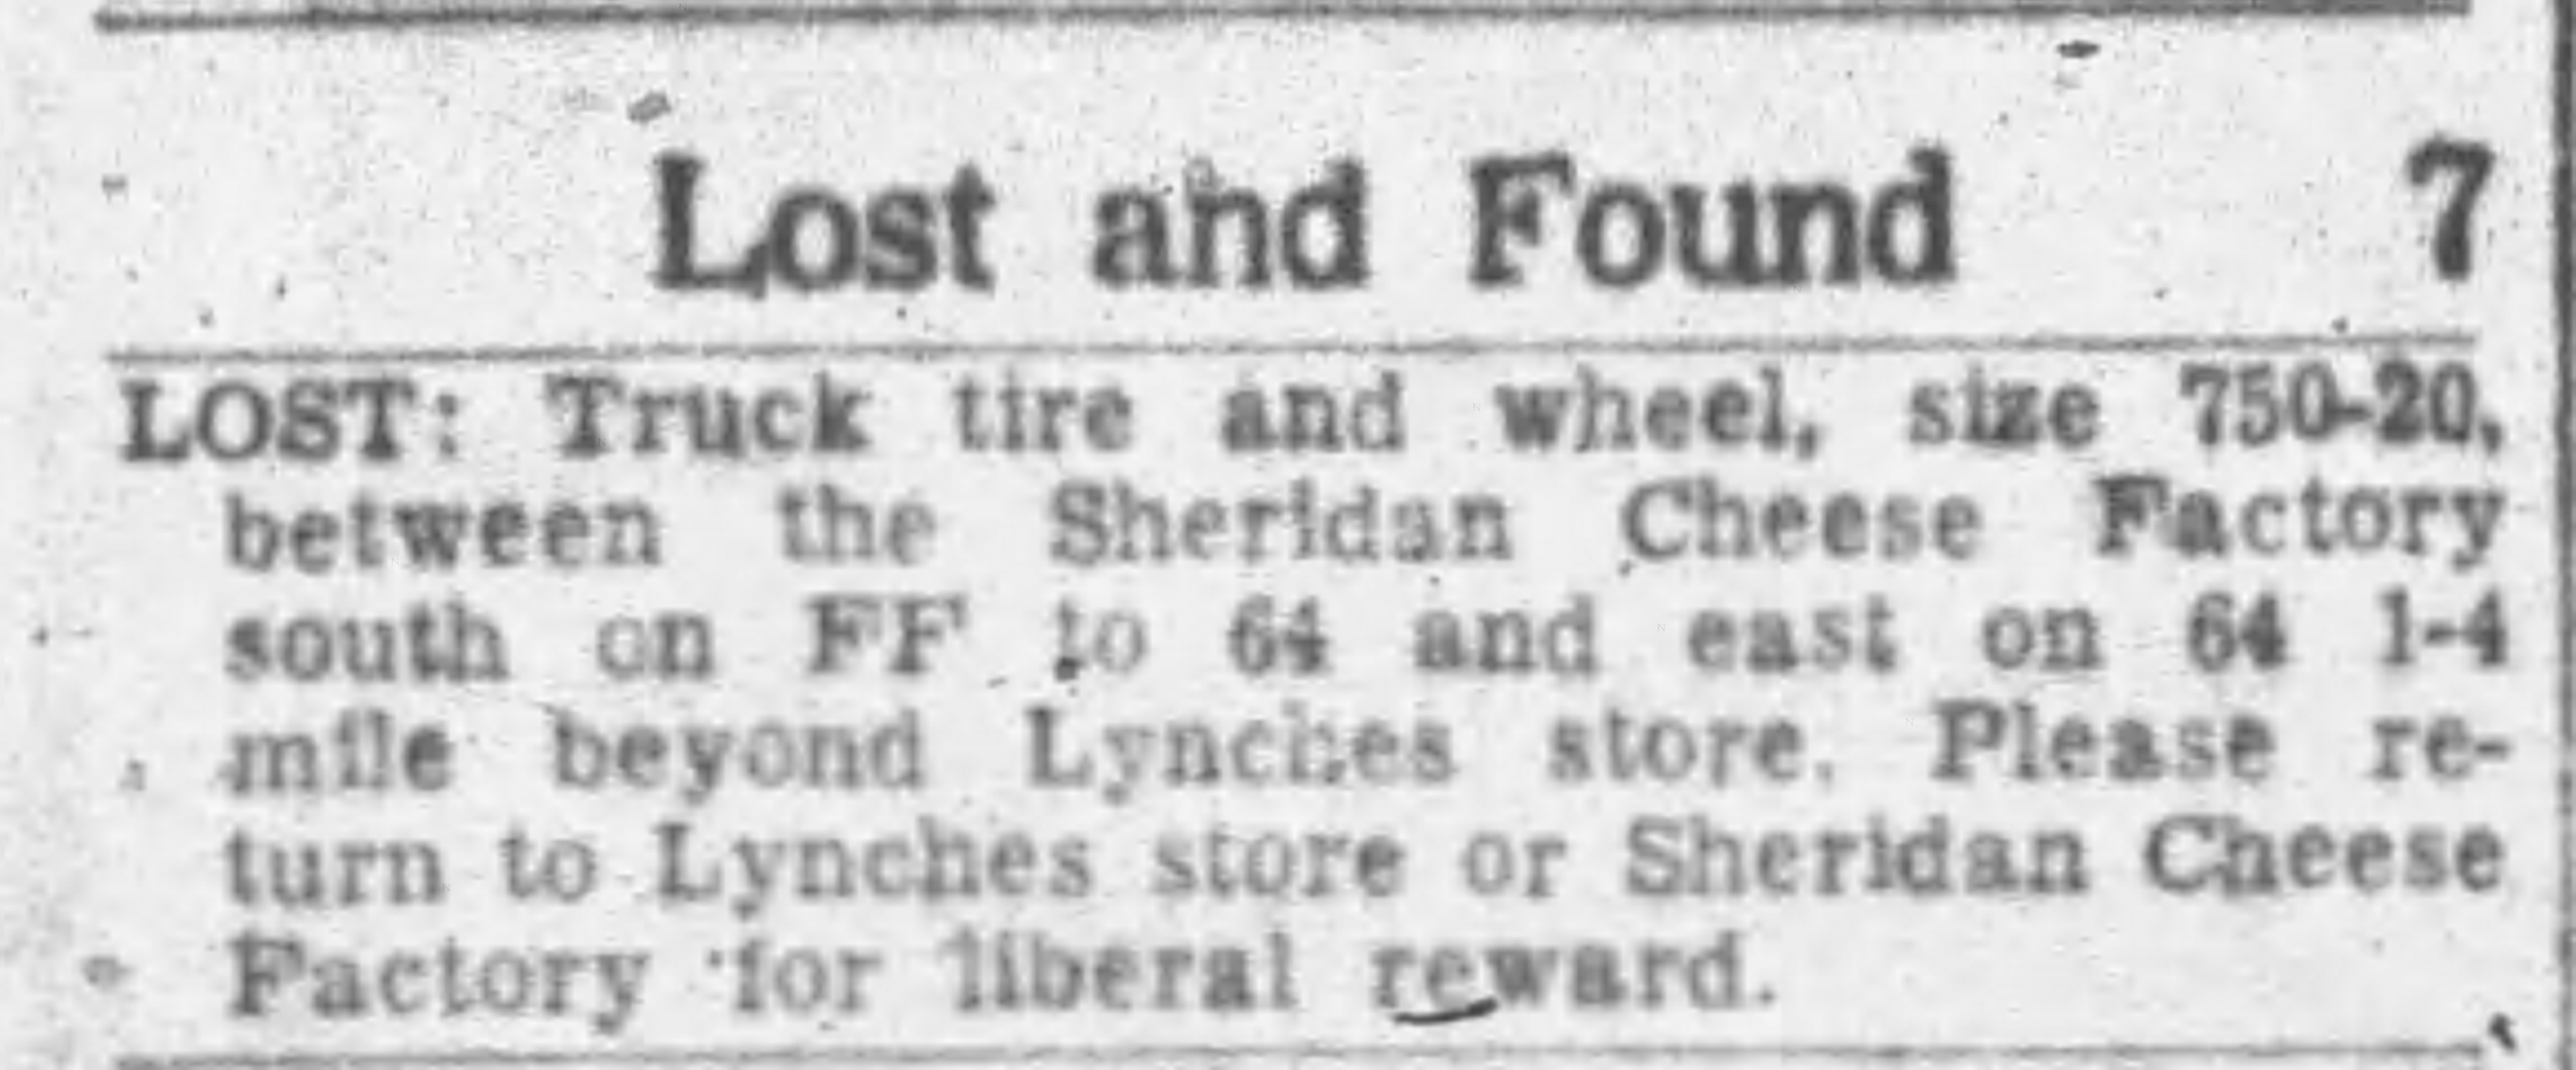 Lost and Found 7
LOST: Truck tire and wheel, size 750-20,
between the Sheridan Cheese Factory
south on FF to 64 and east on 64 1-4
mile beyond Lynches store. Please re-
turn to Lynches store or Sheridan Cheese
Factory for liberal reward.